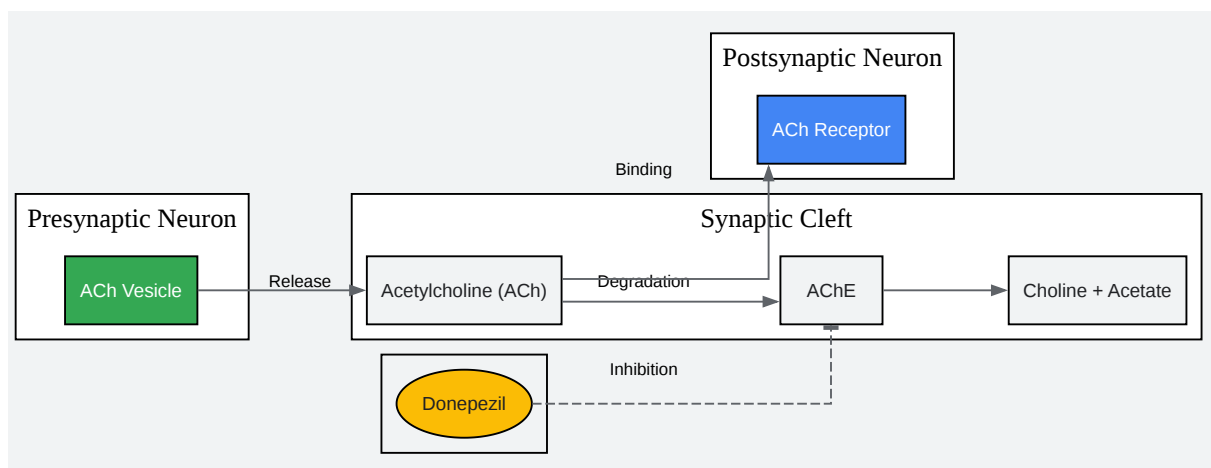 Postsynaptic Neuron
ACh Receptor
Binding
Presynaptic Neuron
Synaptic Cleft
ACh Vesicle
Release
Acetylcholine (ACh)
Degradation
AChE
Choline + Acetate
Inhibition
Donepezil